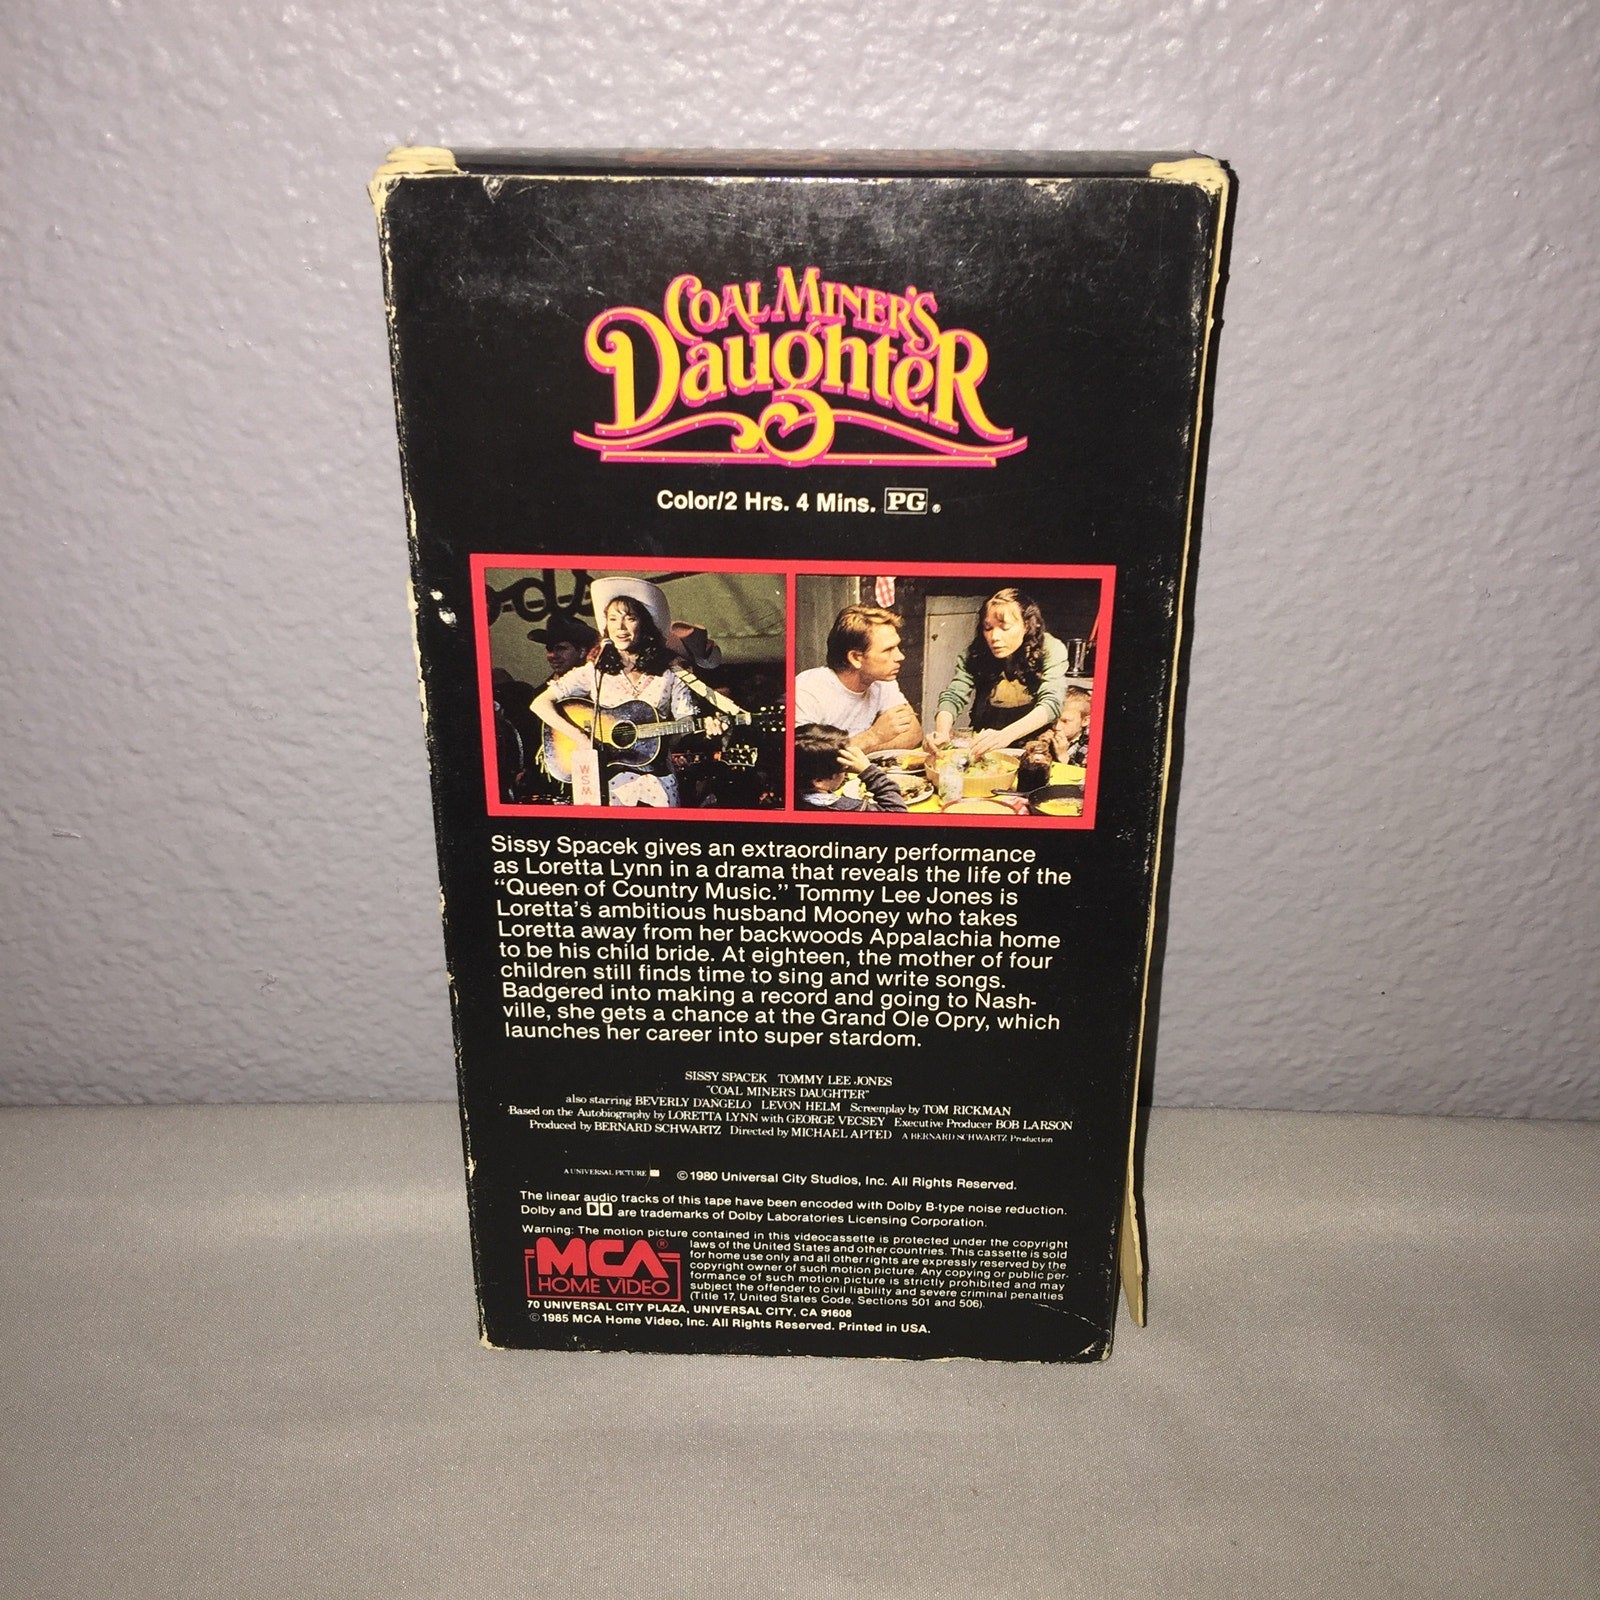 COAL MINER'S
Daughter
Color/2 Hrs. 4 Mins. PG ®
WSM
Sissy Spacek gives an extraordinary performance
as Loretta Lynn in a drama that reveals the life of the
“Queen of Country Music.” Tommy Lee Jones is
Loretta's ambitious husband Mooney who takes
Loretta away from her backwoods Appalachia home
to be his child bride. At eighteen, the mother of four
children still finds time to sing and write songs.
Badgered into making a record and going to Nash-
ville, she gets a chance at the Grand Ole Opry, which
launches her career into super stardom.
SISSY SPACEK TOMMY LEE JONES
“COAL MINER'S DAUGHTER”
also starring BEVERLY D'ANGELO LEVON HELM Screenplay by TOM RICKMAN
Based on the Autobiography by LORETTA LYNN with GEORGE VECSEY Executive Producer BOB LARSON
Produced by BERNARD SCHWARTZ Directed by MICHAEL APTED A BERNARD SCHWARTZ Production
A UNIVERSAL PICTURE ©1980 Universal City Studios, Inc. All Rights Reserved.
The linear audio tracks of this tape have been encoded with Dolby B-type noise reduction.
Dolby and are trademarks of Dolby Laboratories Licensing Corporation.
Warning: The motion picture contained in this videocassette is protected under the copyright
laws of the United States and other countries. This cassette is sold
for home use only and all other rights are expressly reserved by the
copyright owner of such motion picture. Any copying or public per-
formance of such motion picture is strictly prohibited and may
subject the offender to civil liability and severe criminal penalties
(Title 17, United States Code, Sections 501 and 506).
MCA®
HOME VIDEO
70 UNIVERSAL CITY PLAZA, UNIVERSAL CITY, CA 91608
©1985 MCA Home Video, Inc. All Rights Reserved. Printed in USA.